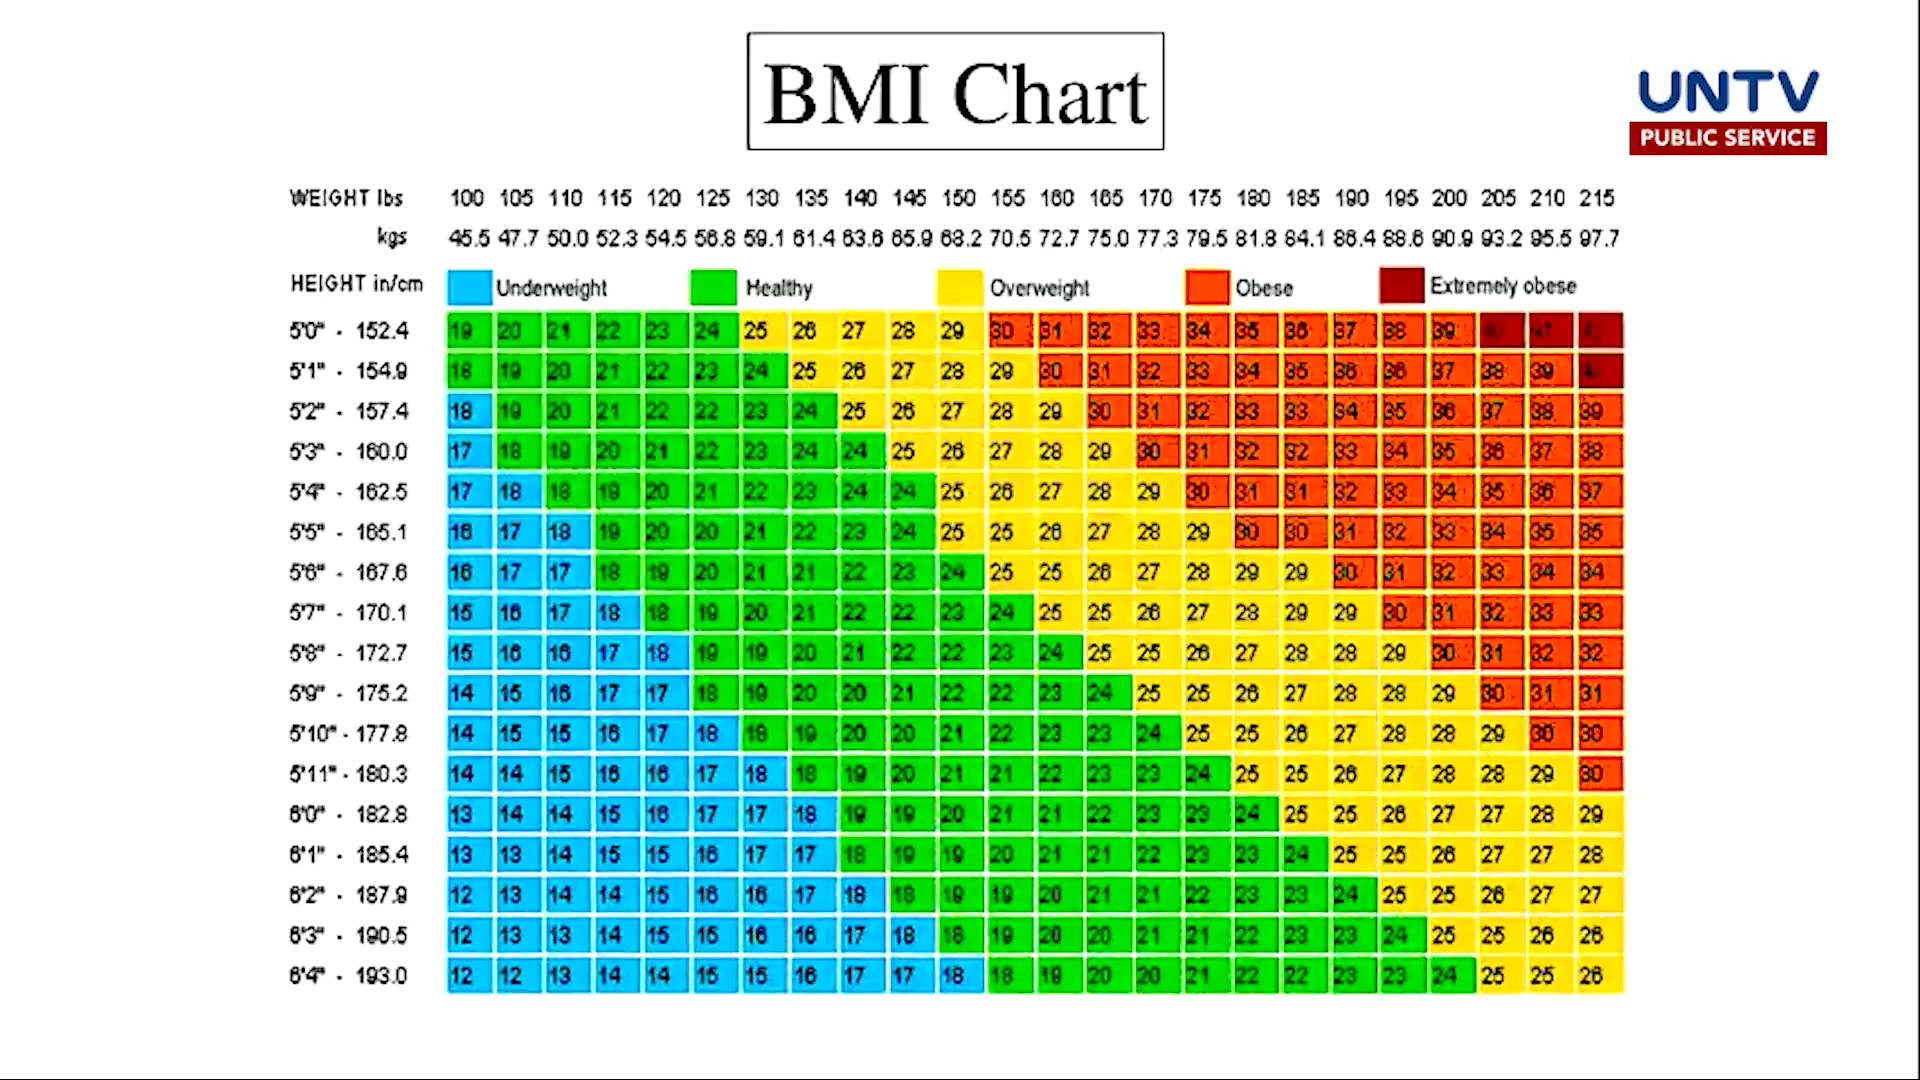 BMI Chart
UNTV
PUBLIC SERVICE
WEIGHT lbs 100 105 110 115 120 125 130 135 140 145 150 155 160 165 170 175 180 185 190 195 200 205 210 215
kgs 45.5 47.7 50.0 52.3 54.5 56.8 59.1 61.4 63.6 65.9 68.2 70.5 72.7 75.0 77.3 79.5 81.8 84.1 86.4 88.6 90.9 93.2 95.5 97.7
HEIGHT in/cm Underweight Healthy Overweight Obese Extremely obese
5'0" - 152.4 19 20 21 22 23 24 25 26 27 28 29 30 31 32 33 34 35 36 37 38 39
5'1" - 154.9 18 19 20 21 22 23 24 25 26 27 28 29 30 31 32 33 34 35 36 36 37 38 39
5'2" - 157.4 18 19 20 21 22 22 23 24 25 26 27 28 29 30 31 32 33 33 34 35 36 37 38 39
5'3" - 160.0 17 18 19 20 21 22 23 24 24 25 26 27 28 29 30 31 32 32 33 34 35 36 37 38
5'4" - 162.5 17 18 18 19 20 21 22 23 24 24 25 26 27 28 29 30 31 31 32 33 34 35 36 37
5'5" - 165.1 16 17 18 19 20 20 21 22 23 24 25 25 26 27 28 29 30 30 31 32 33 34 35 35
5'6" - 167.6 16 17 17 18 19 20 21 21 22 23 24 25 25 26 27 28 29 29 30 31 32 33 34 34
5'7" - 170.1 15 16 17 18 18 19 20 21 22 22 23 24 25 25 26 27 28 29 29 30 31 32 33 33
5'8" - 172.7 15 16 16 17 18 19 19 20 21 22 22 23 24 25 25 26 27 28 28 29 30 31 32 32
5'9" - 175.2 14 15 16 17 17 18 19 20 20 21 22 22 23 24 25 25 26 27 28 28 29 30 31 31
5'10" - 177.8 14 15 15 16 17 18 18 19 20 20 21 22 23 23 24 25 25 26 27 28 28 29 30 30
5'11" - 180.3 14 14 15 16 16 17 18 18 19 20 21 21 22 23 23 24 25 25 26 27 28 28 29 30
6'0" - 182.8 13 14 14 15 16 17 17 18 19 19 20 21 21 22 23 23 24 25 25 26 27 27 28 29
6'1" - 185.4 13 13 14 15 15 16 17 17 18 19 19 20 21 21 22 23 23 24 25 25 26 27 27 28
6'2" - 187.9 12 13 14 14 15 16 16 17 18 18 19 19 20 21 21 22 23 23 24 25 25 26 27 27
6'3" - 190.5 12 13 13 14 15 15 16 16 17 18 18 19 20 20 21 21 22 23 23 24 25 25 26 26
6'4" - 193.0 12 12 13 14 14 15 15 16 17 17 18 18 19 20 20 21 22 22 23 23 24 25 25 26